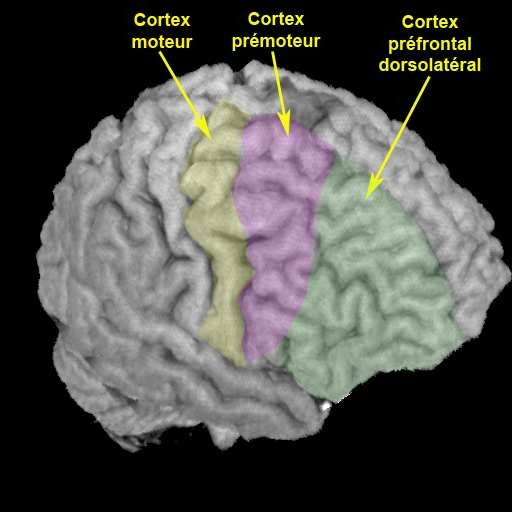 Cortex
moteur
Cortex
prémoteur
Cortex
préfrontal
dorsolatéral